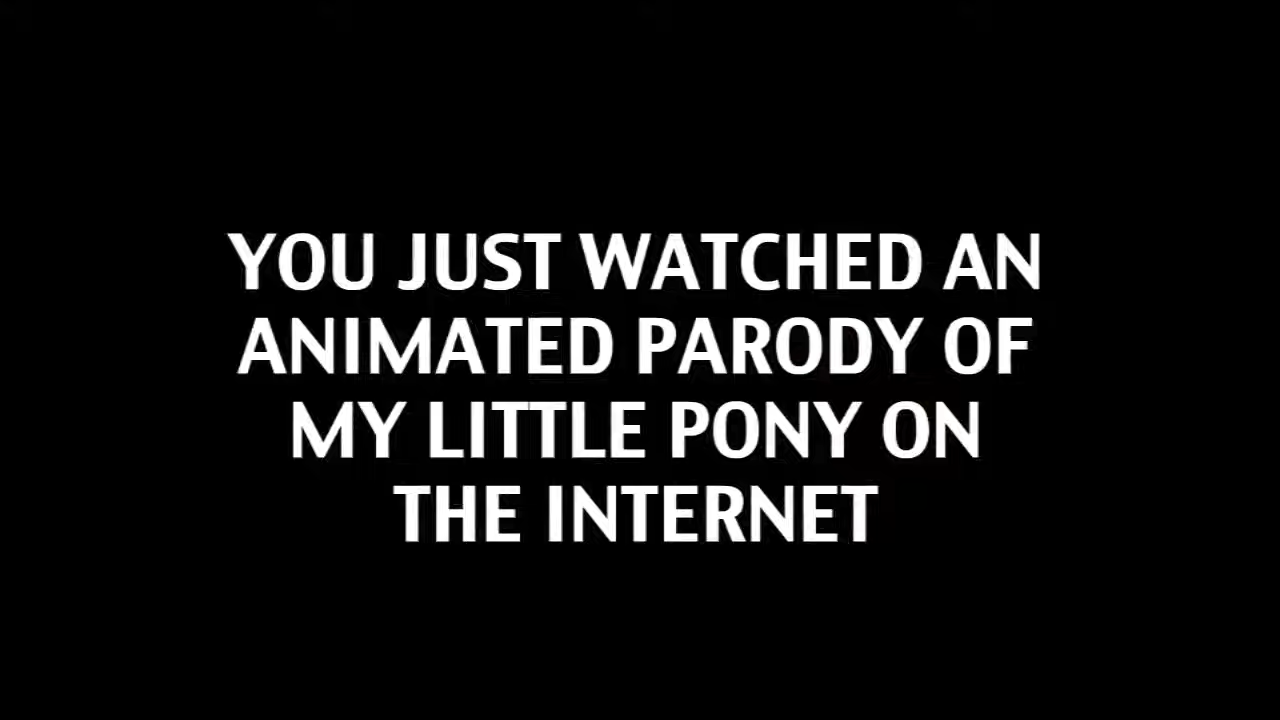 YOU JUST WATCHED AN
ANIMATED PARODY OF
MY LITTLE PONY ON
THE INTERNET